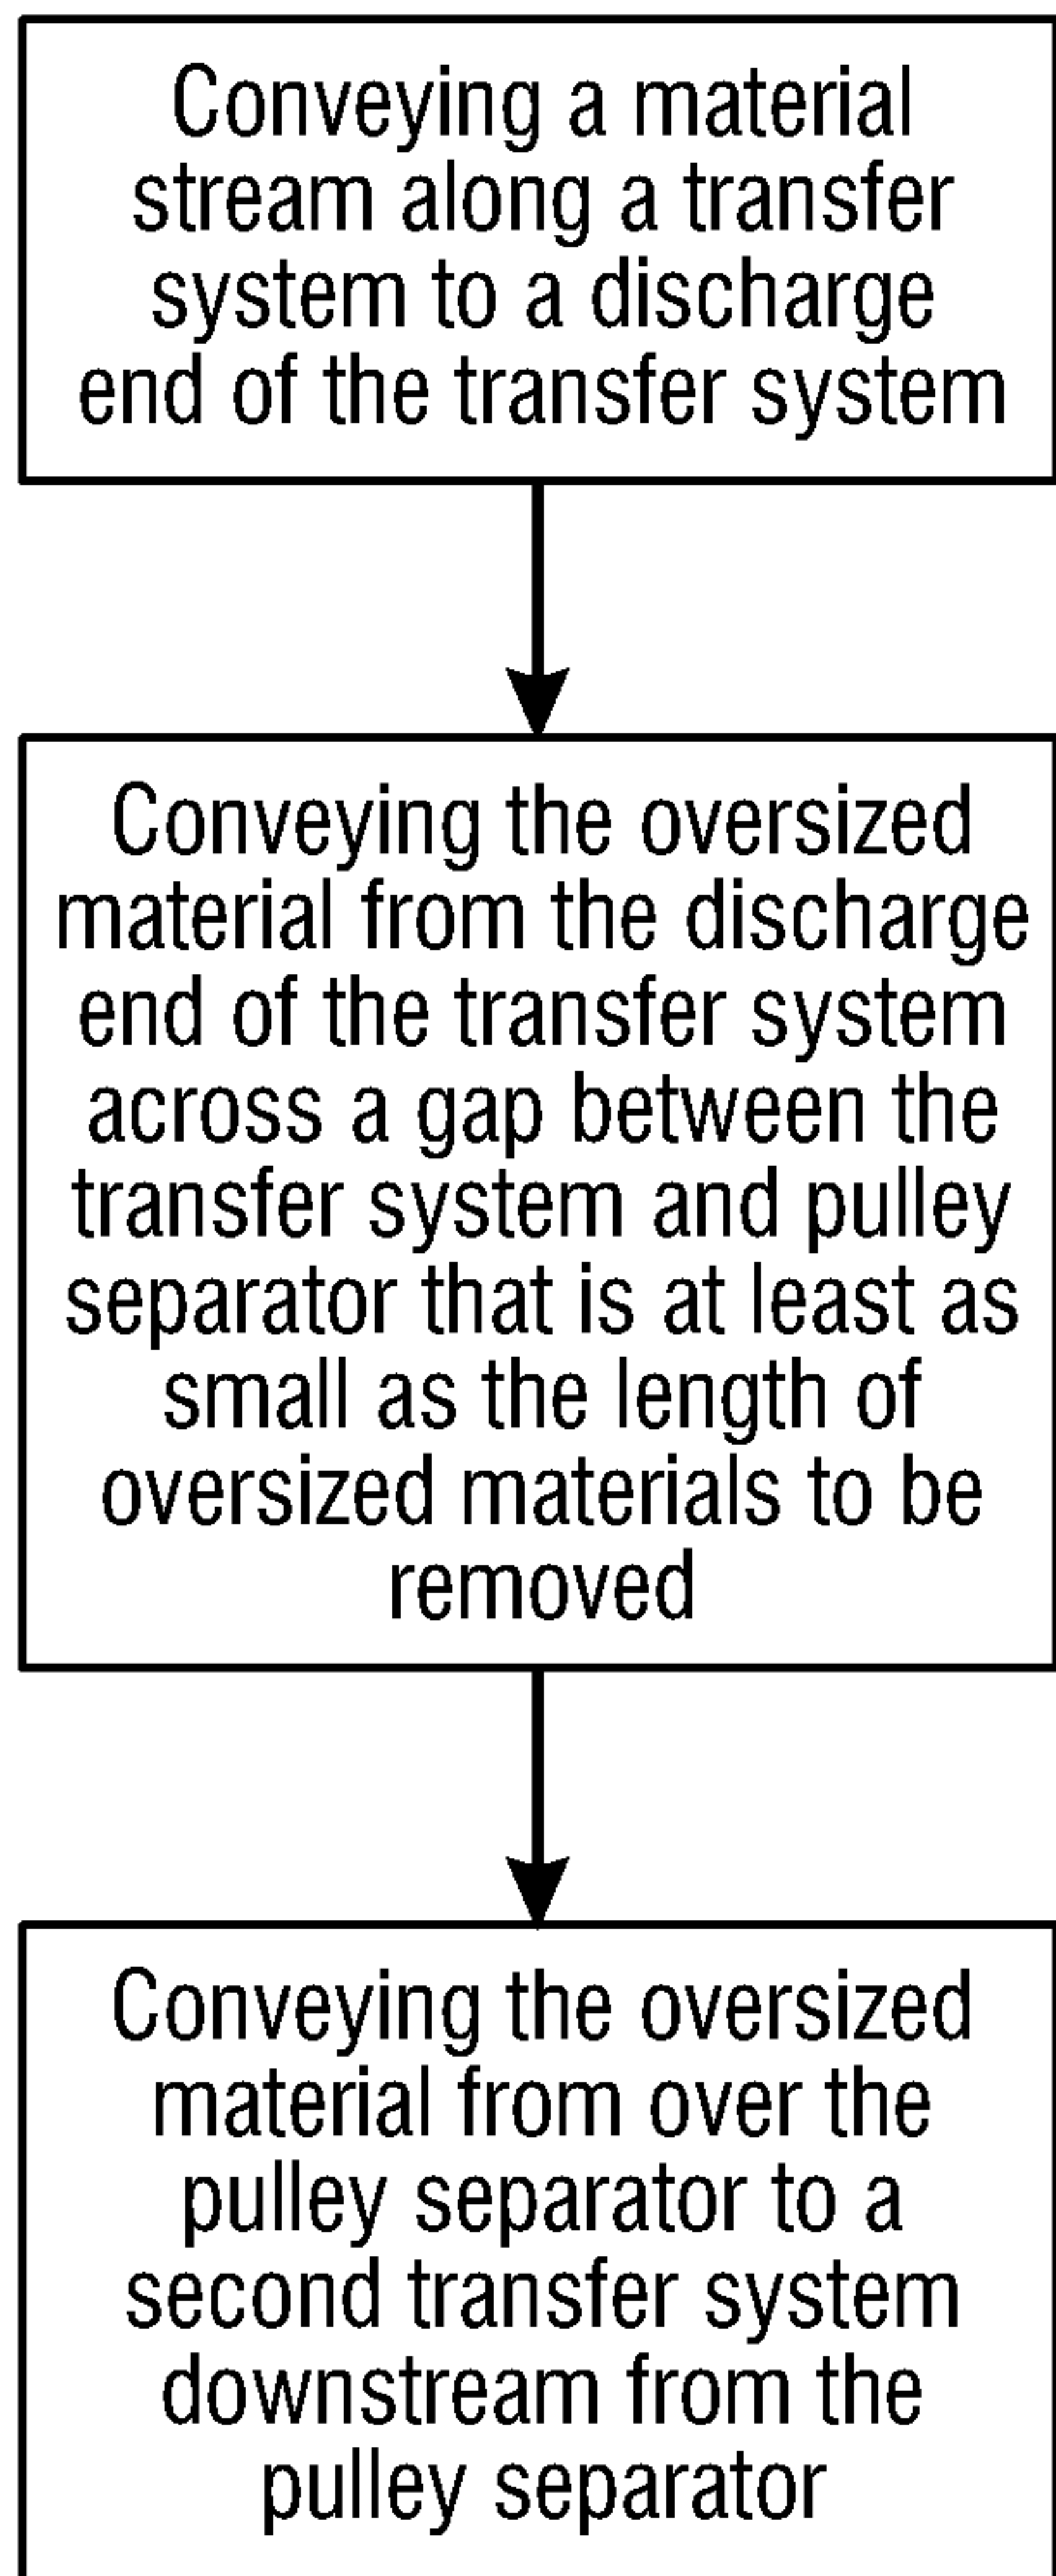 Conveying a material
stream along a transfer
system to a discharge
end of the transfer system
Conveying the oversized
material from the discharge
end of the transfer system
across a gap between the
transfer system and pulley
separator that is at least as
small as the length of
oversized materials to be
removed
Conveying the oversized
material from over the
pulley separator to a
second transfer system
downstream from the
pulley separator